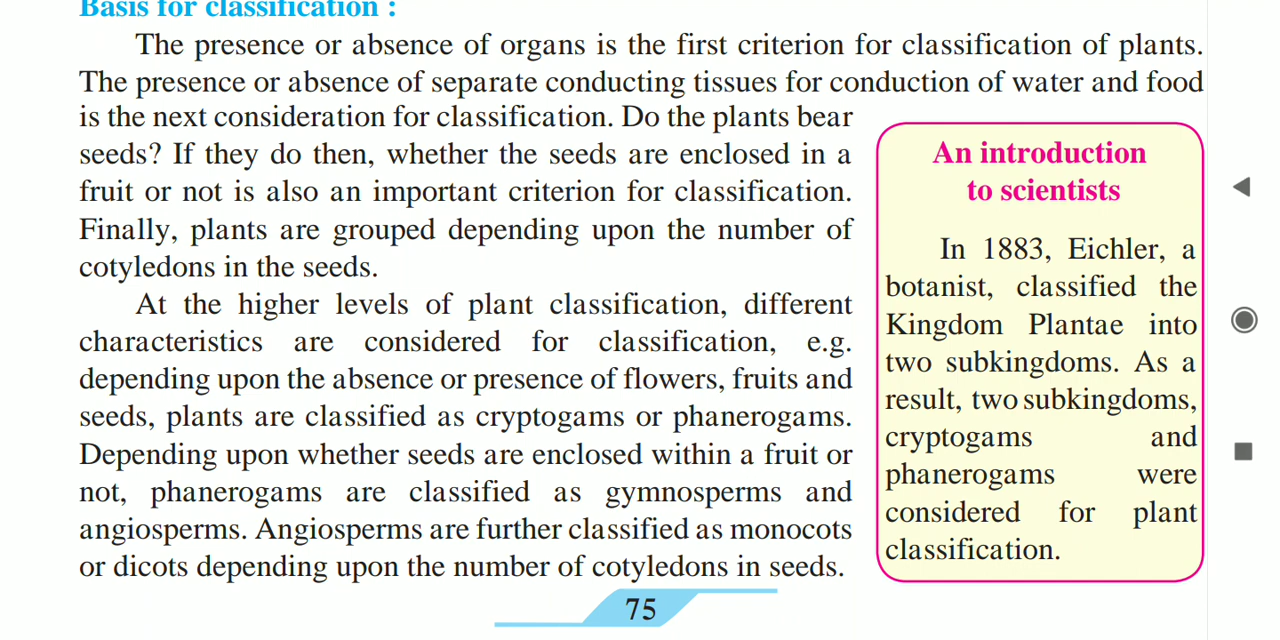 Basis for classification :
The presence or absence of organs is the first criterion for classification of plants.
The presence or absence of separate conducting tissues for conduction of water and food
is the next consideration for classification. Do the plants bear
seeds? If they do then, whether the seeds are enclosed in a
fruit or not is also an important criterion for classification.
Finally, plants are grouped depending upon the number of
cotyledons in the seeds.
At the higher levels of plant classification, different
characteristics are considered for classification, e.g.
depending upon the absence or presence of flowers, fruits and
seeds, plants are classified as cryptogams or phanerogams.
Depending upon whether seeds are enclosed within a fruit or
not, phanerogams are classified as gymnosperms and
angiosperms. Angiosperms are further classified as monocots
or dicots depending upon the number of cotyledons in seeds.
An introduction
to scientists
In 1883, Eichler, a
botanist, classified the
Kingdom Plantae into
two subkingdoms. As a
result, two subkingdoms,
cryptogams and
phanerogams were
considered for plant
classification.
75